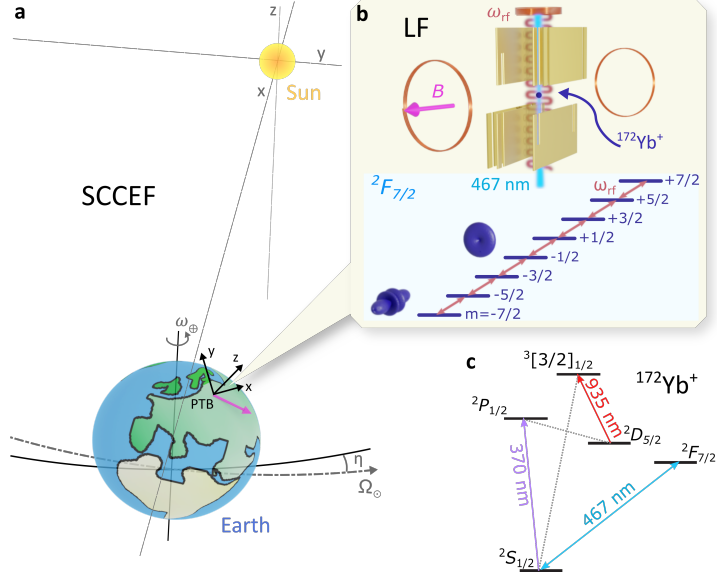 a
z
y
x
Sun
SCCEF
ω⊕
y
z
x
PTB
η
Ω⊙
Earth
b
LF
ω_rf
B
¹⁷²Yb⁺
467 nm
²F₇/₂
ω_rf
+7/2
+5/2
+3/2
+1/2
-1/2
-3/2
-5/2
m=-7/2
c
³[3/2]₁/₂
¹⁷²Yb⁺
935 nm
²P₁/₂
²D₅/₂
²F₇/₂
370 nm
467 nm
²S₁/₂